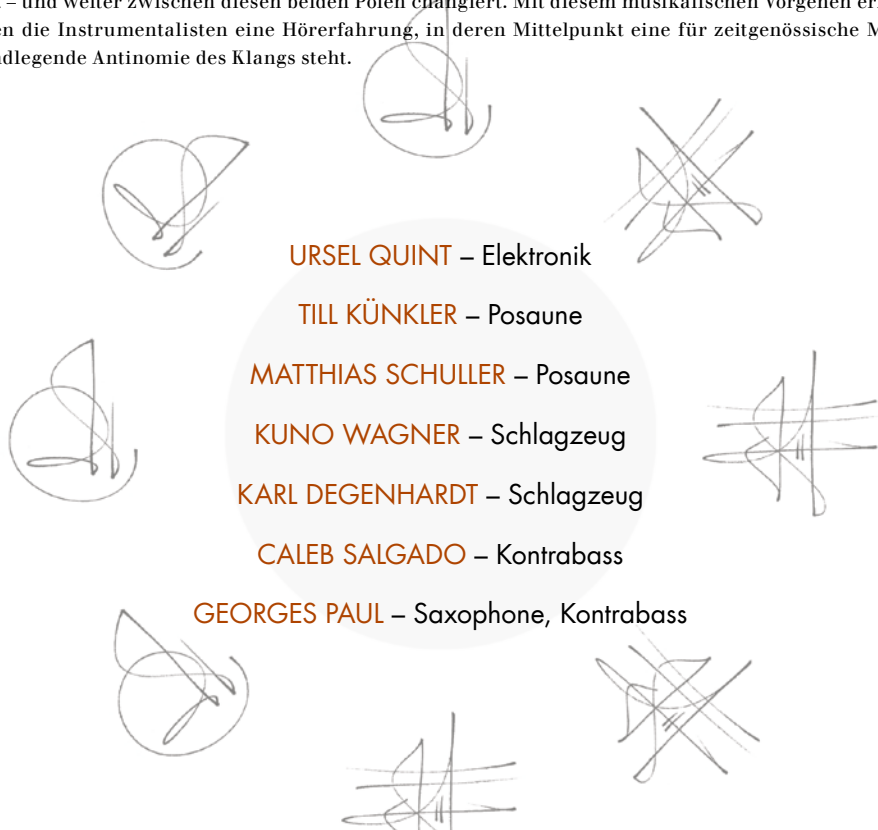 – und weiter zwischen diesen beiden Polen changiert. Mit diesem musikalischen Vorgehen
die Instrumentalisten eine Hörerfahrung, in deren Mittelpunkt eine für zeitgenössische
Antinomie des Klangs steht.
URSEL QUINT – Elektronik
TILL KÜNKLER – Posaune
MATTHIAS SCHULLER – Posaune
KUNO WAGNER – Schlagzeug
KARL DEGENHARDT – Schlagzeug
CALEB SALGADO – Kontrabass
GEORGES PAUL – Saxophone, Kontrabass